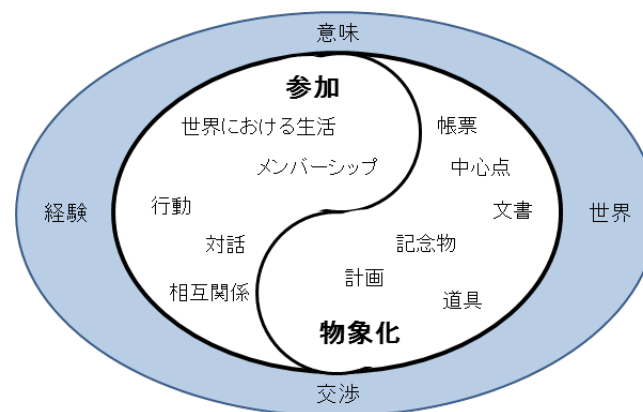 意味
参加
世界における生活
帳票
メンバーシップ
中心点
経験
行動
文書
世界
対話
記念物
計画
相互関係
道具
物象化
交渉